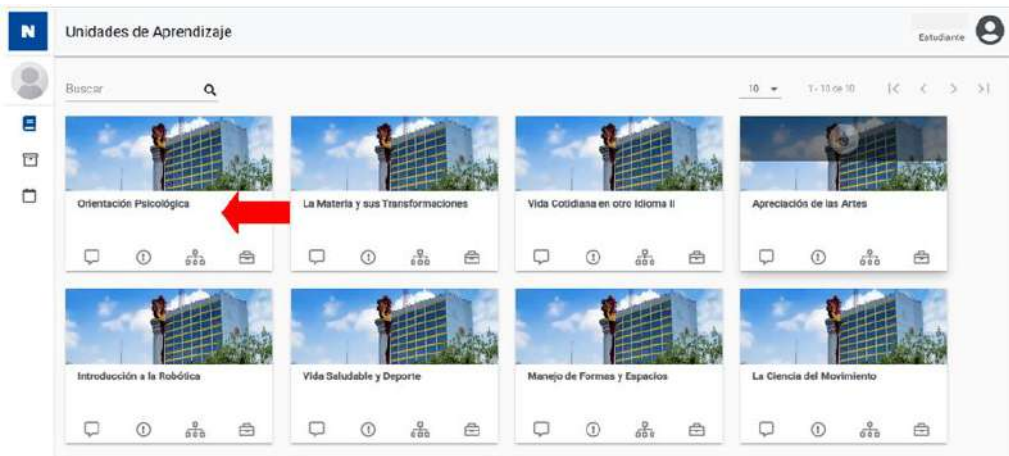 N
Unidades de Aprendizaje
Estudiante
Buscar
10
1 - 10 de 10
Orientación Psicológica
La Materia y sus Transformaciones
Vida Cotidiana en otro Idioma II
Apreciación de las Artes
Introducción a la Robótica
Vida Saludable y Deporte
Manejo de Formas y Espacios
La Ciencia del Movimiento